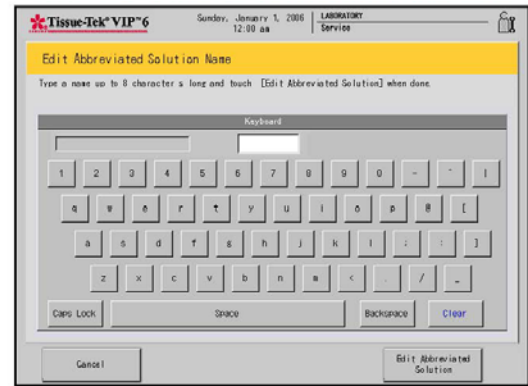 Tissue-Tek® VIP™6
Sunday, January 1, 2006
12:00 am
LABORATORY
Service
Edit Abbreviated Solution Name
Type a name up to 8 character s long and touch [Edit Abbreviated Solution] when done.
Keyboard
1 2 3 4 5 6 7 8 9 0 - ^ |
q w e r t y u i o p @ [
a s d f g h j k l ; : ]
z x c v b n m < . / _
Caps Lock Space Backspace Clear
Cancel
Edit Abbreviated
Solution